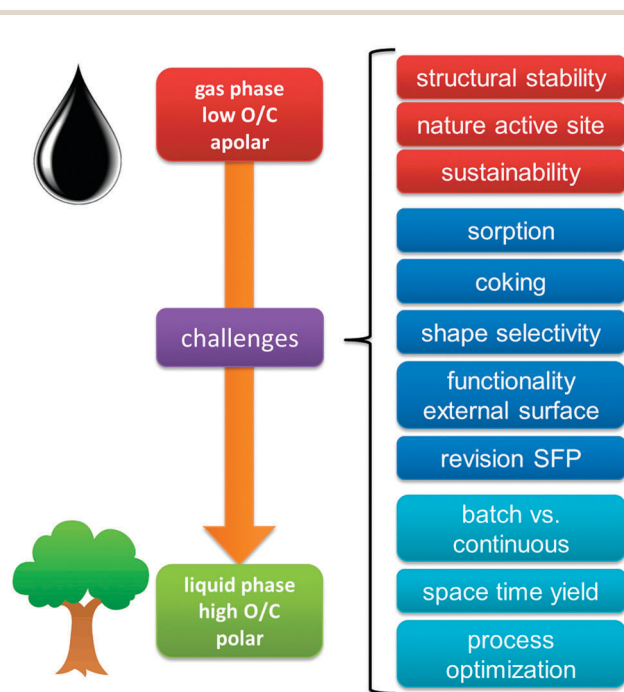 gas phase
low O/C
apolar
challenges
liquid phase
high O/C
polar
structural stability
nature active site
sustainability
sorption
coking
shape selectivity
functionality
external surface
revision SFP
batch vs.
continuous
space time yield
process
optimization